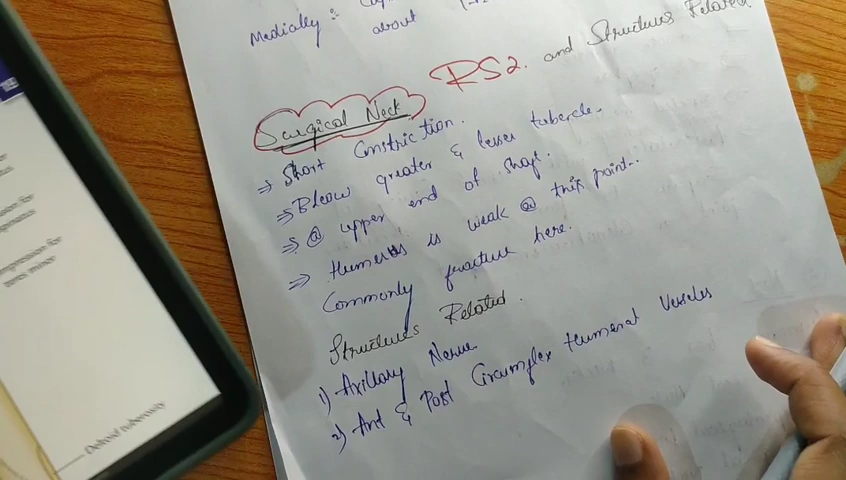 Medially :
about
RS2. and Structures Related
Surgical Neck
⇒ Short Constriction.
⇒ Bleow greater & lesser tubercle.
⇒ @ upper end of shaft.
⇒ Humerus is weak @ this point..
Commonly fracture here.
Structures Related.
1) Axillary Nerve
2) Ant & Post Circumflex Humeral Vessels
Deltoid tuberosity